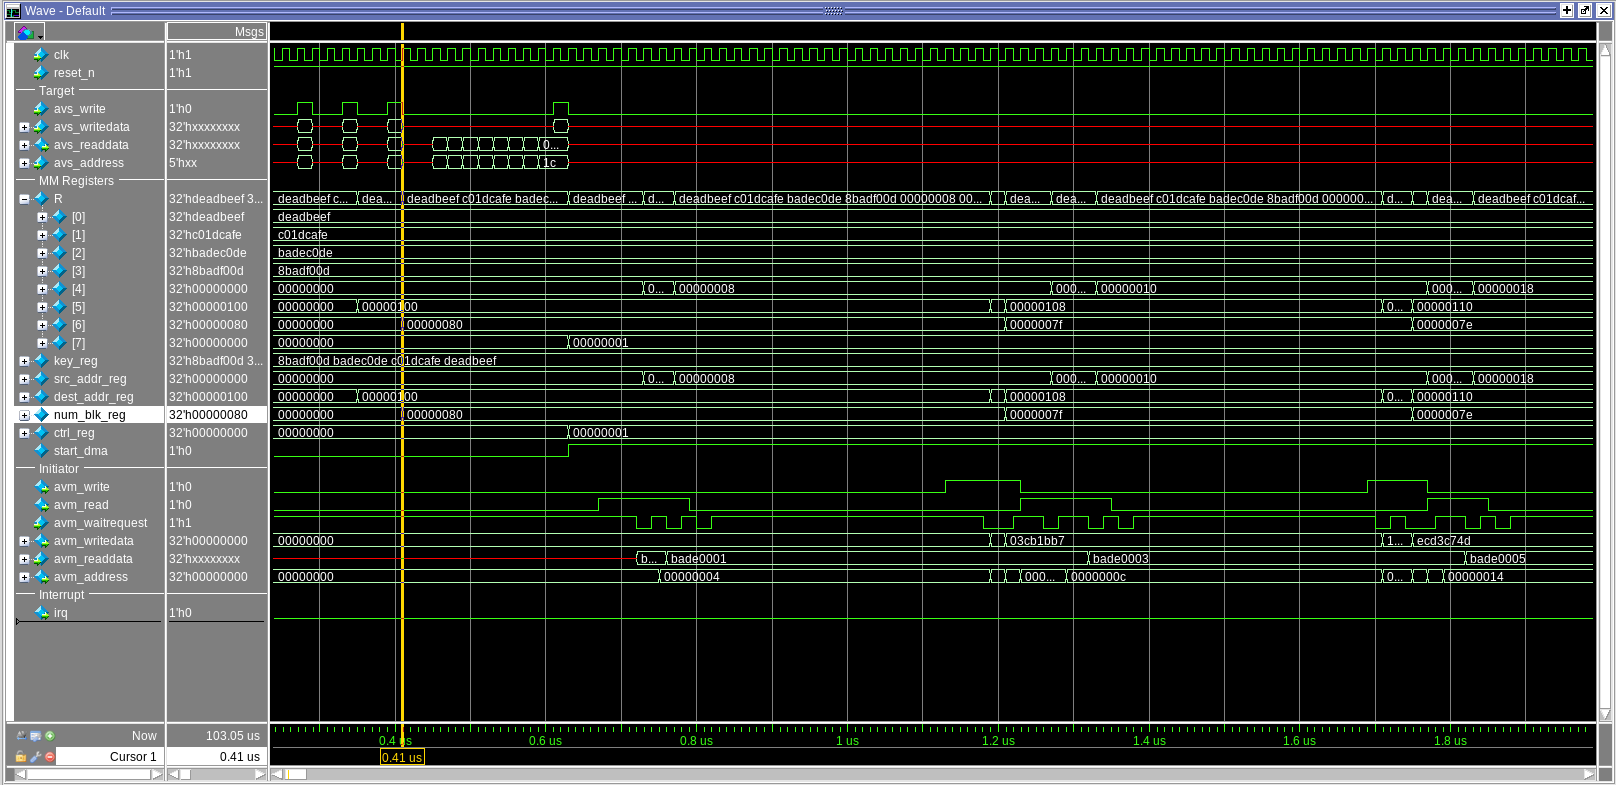 Wave - Default
Msgs
clk 1'h1
reset_n 1'h1
Target
avs_write 1'h0
avs_writedata 32'hxxxxxxxx
avs_readdata 32'hxxxxxxxx 0...
avs_address 5'hxx 1c
MM Registers
R 32'hdeadbeef 3... deadbeef c... dea... deadbeef c01dcafe badec... deadbeef ... d... deadbeef c01dcafe badec0de 8badf00d 00000008 00... dea... dea... deadbeef c01dcafe badec0de 8badf00d 000000... d... dea... deadbeef c01dcaf...
[0] 32'hdeadbeef deadbeef
[1] 32'hc01dcafe c01dcafe
[2] 32'hbadec0de badec0de
[3] 32'h8badf00d 8badf00d
[4] 32'h00000000 00000000 0... 00000008 000... 00000010 000... 00000018
[5] 32'h00000100 00000000 00000100 00000108 0... 00000110
[6] 32'h00000080 00000000 00000080 0000007f 0000007e
[7] 32'h00000000 00000000 00000001
key_reg 32'h8badf00d 3... 8badf00d badec0de c01dcafe deadbeef
src_addr_reg 32'h00000000 00000000 0... 00000008 000... 00000010 000... 00000018
dest_addr_reg 32'h00000100 00000000 00000100 00000108 0... 00000110
num_blk_reg 32'h00000080 00000000 00000080 0000007f 0000007e
ctrl_reg 32'h00000000 00000000 00000001
start_dma 1'h0
Initiator
avm_write 1'h0
avm_read 1'h0
avm_waitrequest 1'h1
avm_writedata 32'h00000000 00000000 03cb1bb7 1... ecd3c74d
avm_readdata 32'hxxxxxxxx b... bade0001 bade0003 bade0005
avm_address 32'h00000000 00000000 00000004 000... 0000000c 0... 00000014
Interrupt
irq 1'h0
Now 103.05 us 0.4 us 0.6 us 0.8 us 1 us 1.2 us 1.4 us 1.6 us 1.8 us
Cursor 1 0.41 us 0.41 us